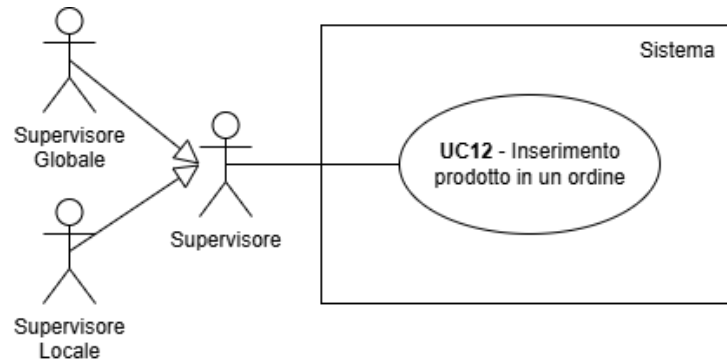 Sistema
Supervisore
Globale
UC12 - Inserimento
prodotto in un ordine
Supervisore
Supervisore
Locale